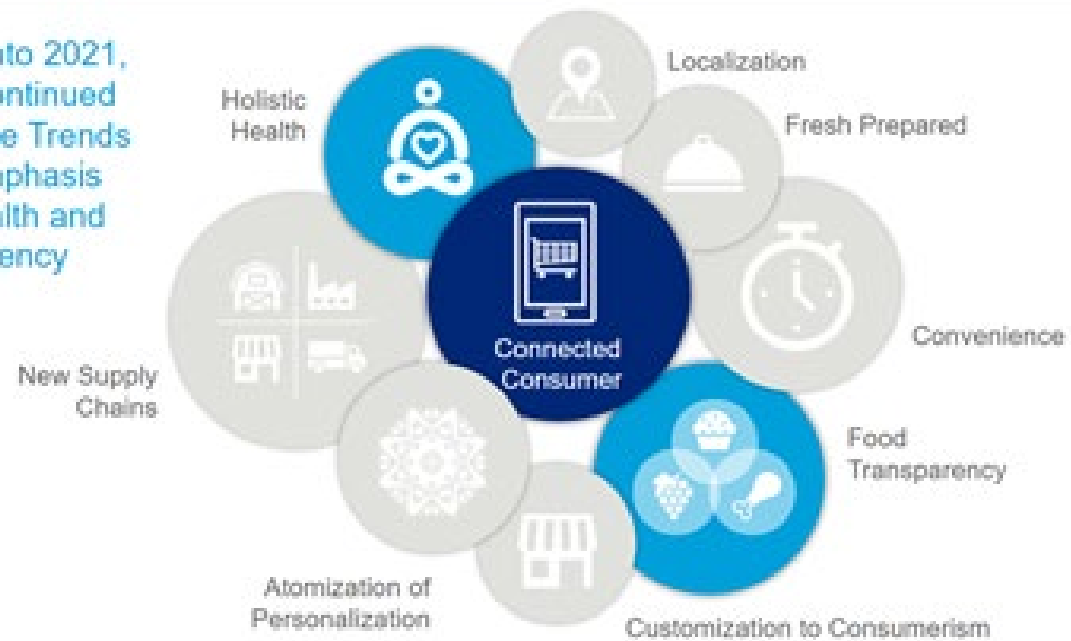 nto 2021,
ontinued
e Trends
nphasis
alth and
ency
Holistic
Health
Localization
Fresh Prepared
Convenience
Connected
Consumer
New Supply
Chains
Food
Transparency
Atomization of
Personalization
Customization to Consumerism